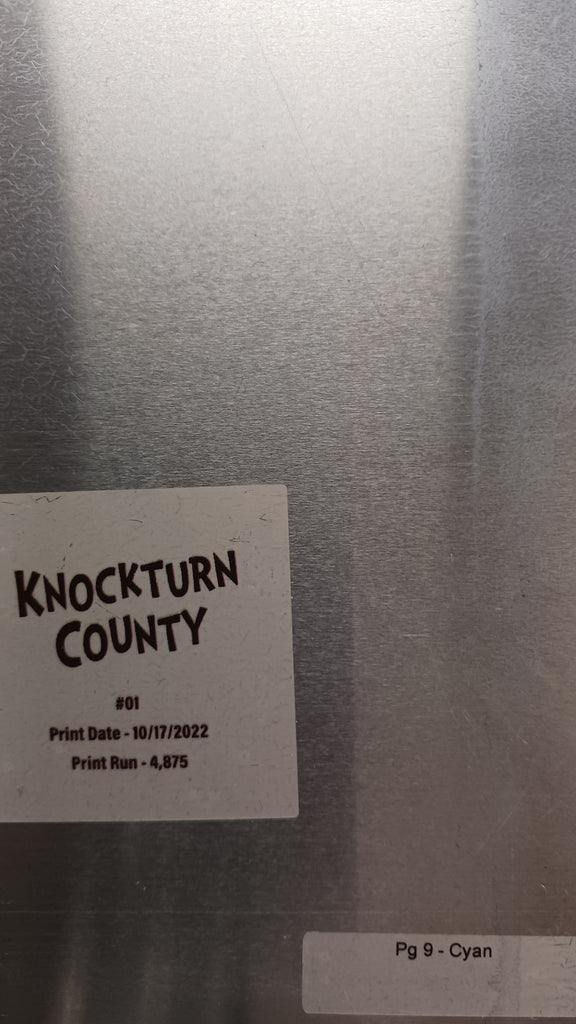 KNOCKTURN
COUNTY
#01
Print Date - 10/17/2022
Print Run - 4,875
Pg 9 - Cyan